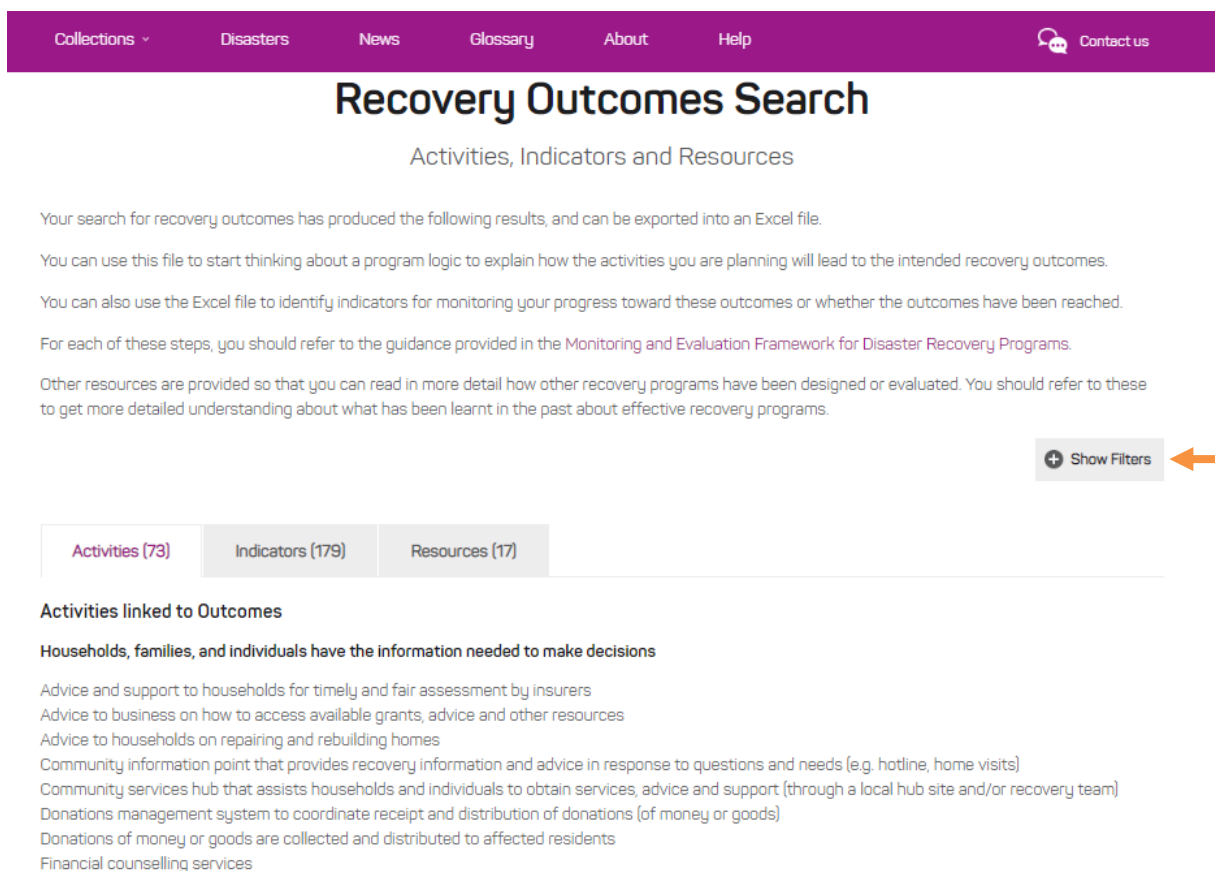 Collections Disasters News Glossary About Help Contact us
Recovery Outcomes Search
Activities, Indicators and Resources
Your search for recovery outcomes has produced the following results, and can be exported into an Excel file.
You can use this file to start thinking about a program logic to explain how the activities you are planning will lead to the intended recovery outcomes.
You can also use the Excel file to identify indicators for monitoring your progress toward these outcomes or whether the outcomes have been reached.
For each of these steps, you should refer to the guidance provided in the Monitoring and Evaluation Framework for Disaster Recovery Programs.
Other resources are provided so that you can read in more detail how other recovery programs have been designed or evaluated. You should refer to these
to get more detailed understanding about what has been learnt in the past about effective recovery programs.
Show Filters
Activities (73) Indicators (179) Resources (17)
Activities linked to Outcomes
Households, families, and individuals have the information needed to make decisions
Advice and support to households for timely and fair assessment by insurers
Advice to business on how to access available grants, advice and other resources
Advice to households on repairing and rebuilding homes
Community information point that provides recovery information and advice in response to questions and needs (e.g. hotline, home visits)
Community services hub that assists households and individuals to obtain services, advice and support (through a local hub site and/or recovery team)
Donations management system to coordinate receipt and distribution of donations (of money or goods)
Donations of money or goods are collected and distributed to affected residents
Financial counselling services